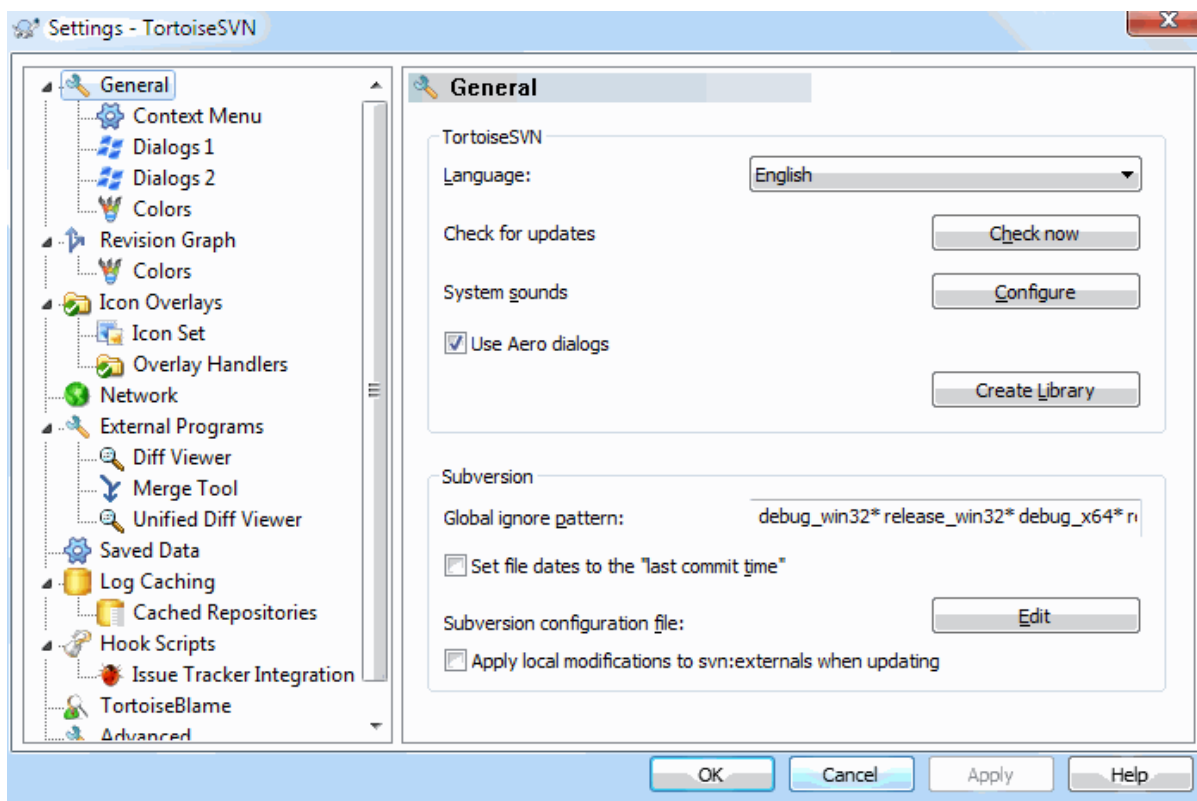 Settings - TortoiseSVN
X
General
Context Menu
Dialogs 1
Dialogs 2
Colors
Revision Graph
Colors
Icon Overlays
Icon Set
Overlay Handlers
Network
External Programs
Diff Viewer
Merge Tool
Unified Diff Viewer
Saved Data
Log Caching
Cached Repositories
Hook Scripts
Issue Tracker Integration
TortoiseBlame
Advanced
General
TortoiseSVN
Language: English
Check for updates Check now
System sounds Configure
Use Aero dialogs
Create Library
Subversion
Global ignore pattern: debug_win32* release_win32* debug_x64*
Set file dates to the "last commit time"
Subversion configuration file: Edit
Apply local modifications to svn:externals when updating
OK Cancel Apply Help